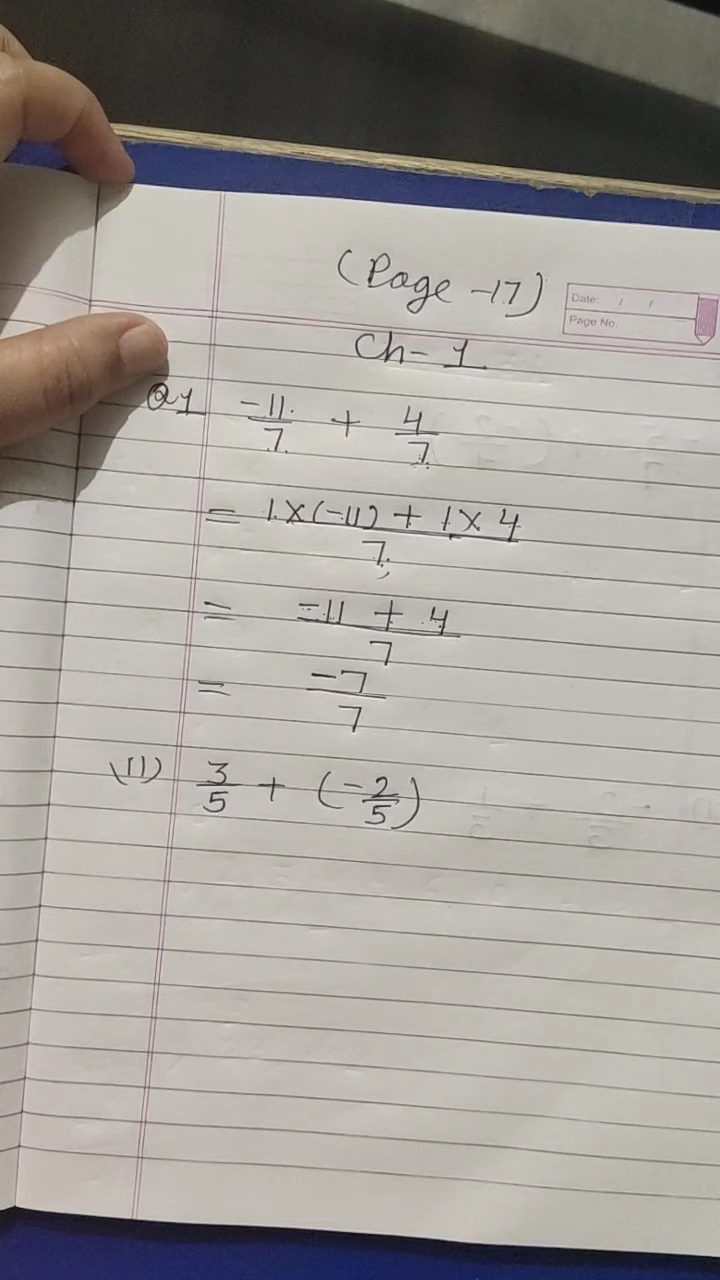 (Page -17)
Date: / /
Page No.
Ch- 1
Q1 -11/7 + 4/7
= 1×(-11) + 1×4 / 7
= -11 + 4 / 7
= -7/7
(11) 3/5 + (-2/5)